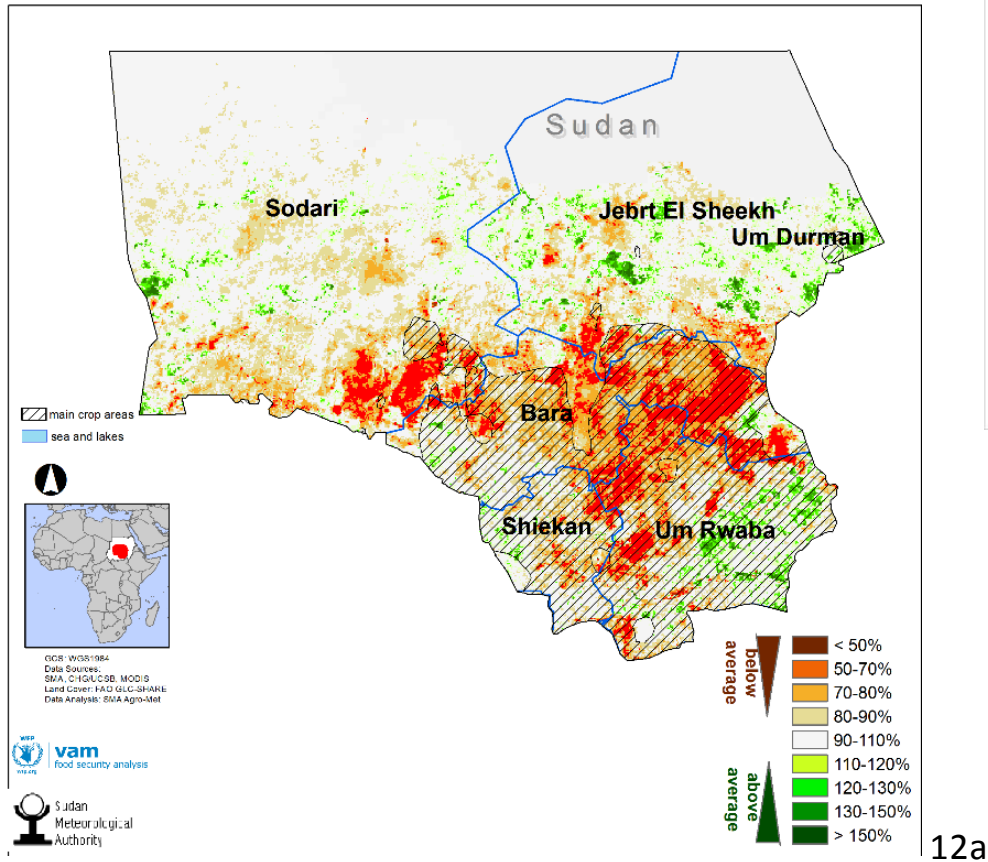 Sudan
Sodari
Jebrt El Sheekh
Um Durman
Bara
Shiekan
Um Rwaba
main crop areas
sea and lakes
GCS: WGS1984
Data Sources:
SMA, CHG/UCSB, MODIS
Land Cover: FAO GLC-SHARE
Data Analysis: SMA Agro-Met
WFP
wfp.org
vam
food security analysis
Sudan
Meteorological
Authority
below
average
above
average
< 50%
50-70%
70-80%
80-90%
90-110%
110-120%
120-130%
130-150%
> 150%
12a